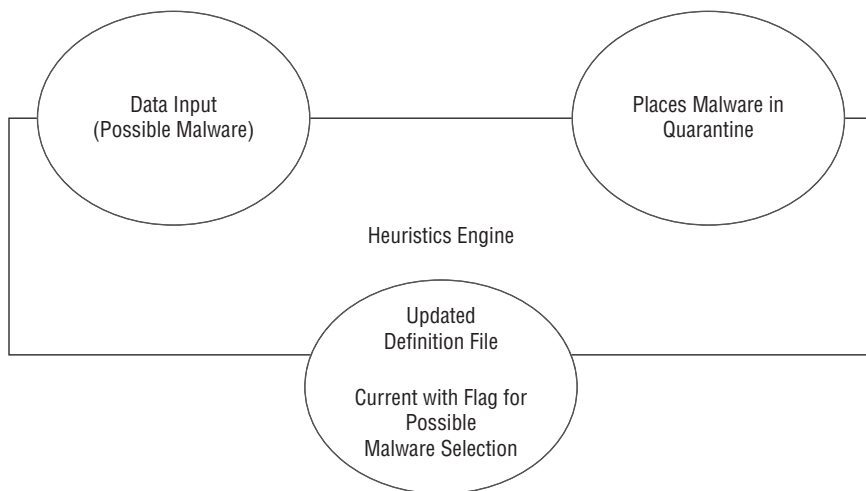 Data Input
(Possible Malware)
Places Malware in
Quarantine
Heuristics Engine
Updated
Definition File
Current with Flag for
Possible
Malware Selection